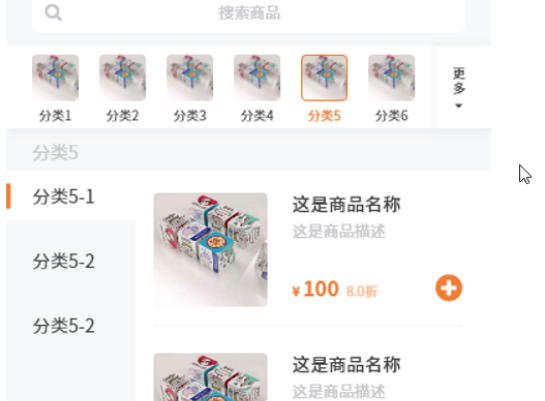 搜索商品
分类1 分类2 分类3 分类4 分类5 分类6 更多
分类5
分类5-1
这是商品名称
这是商品描述
分类5-2
¥100 8.0折
分类5-2
这是商品名称
这是商品描述